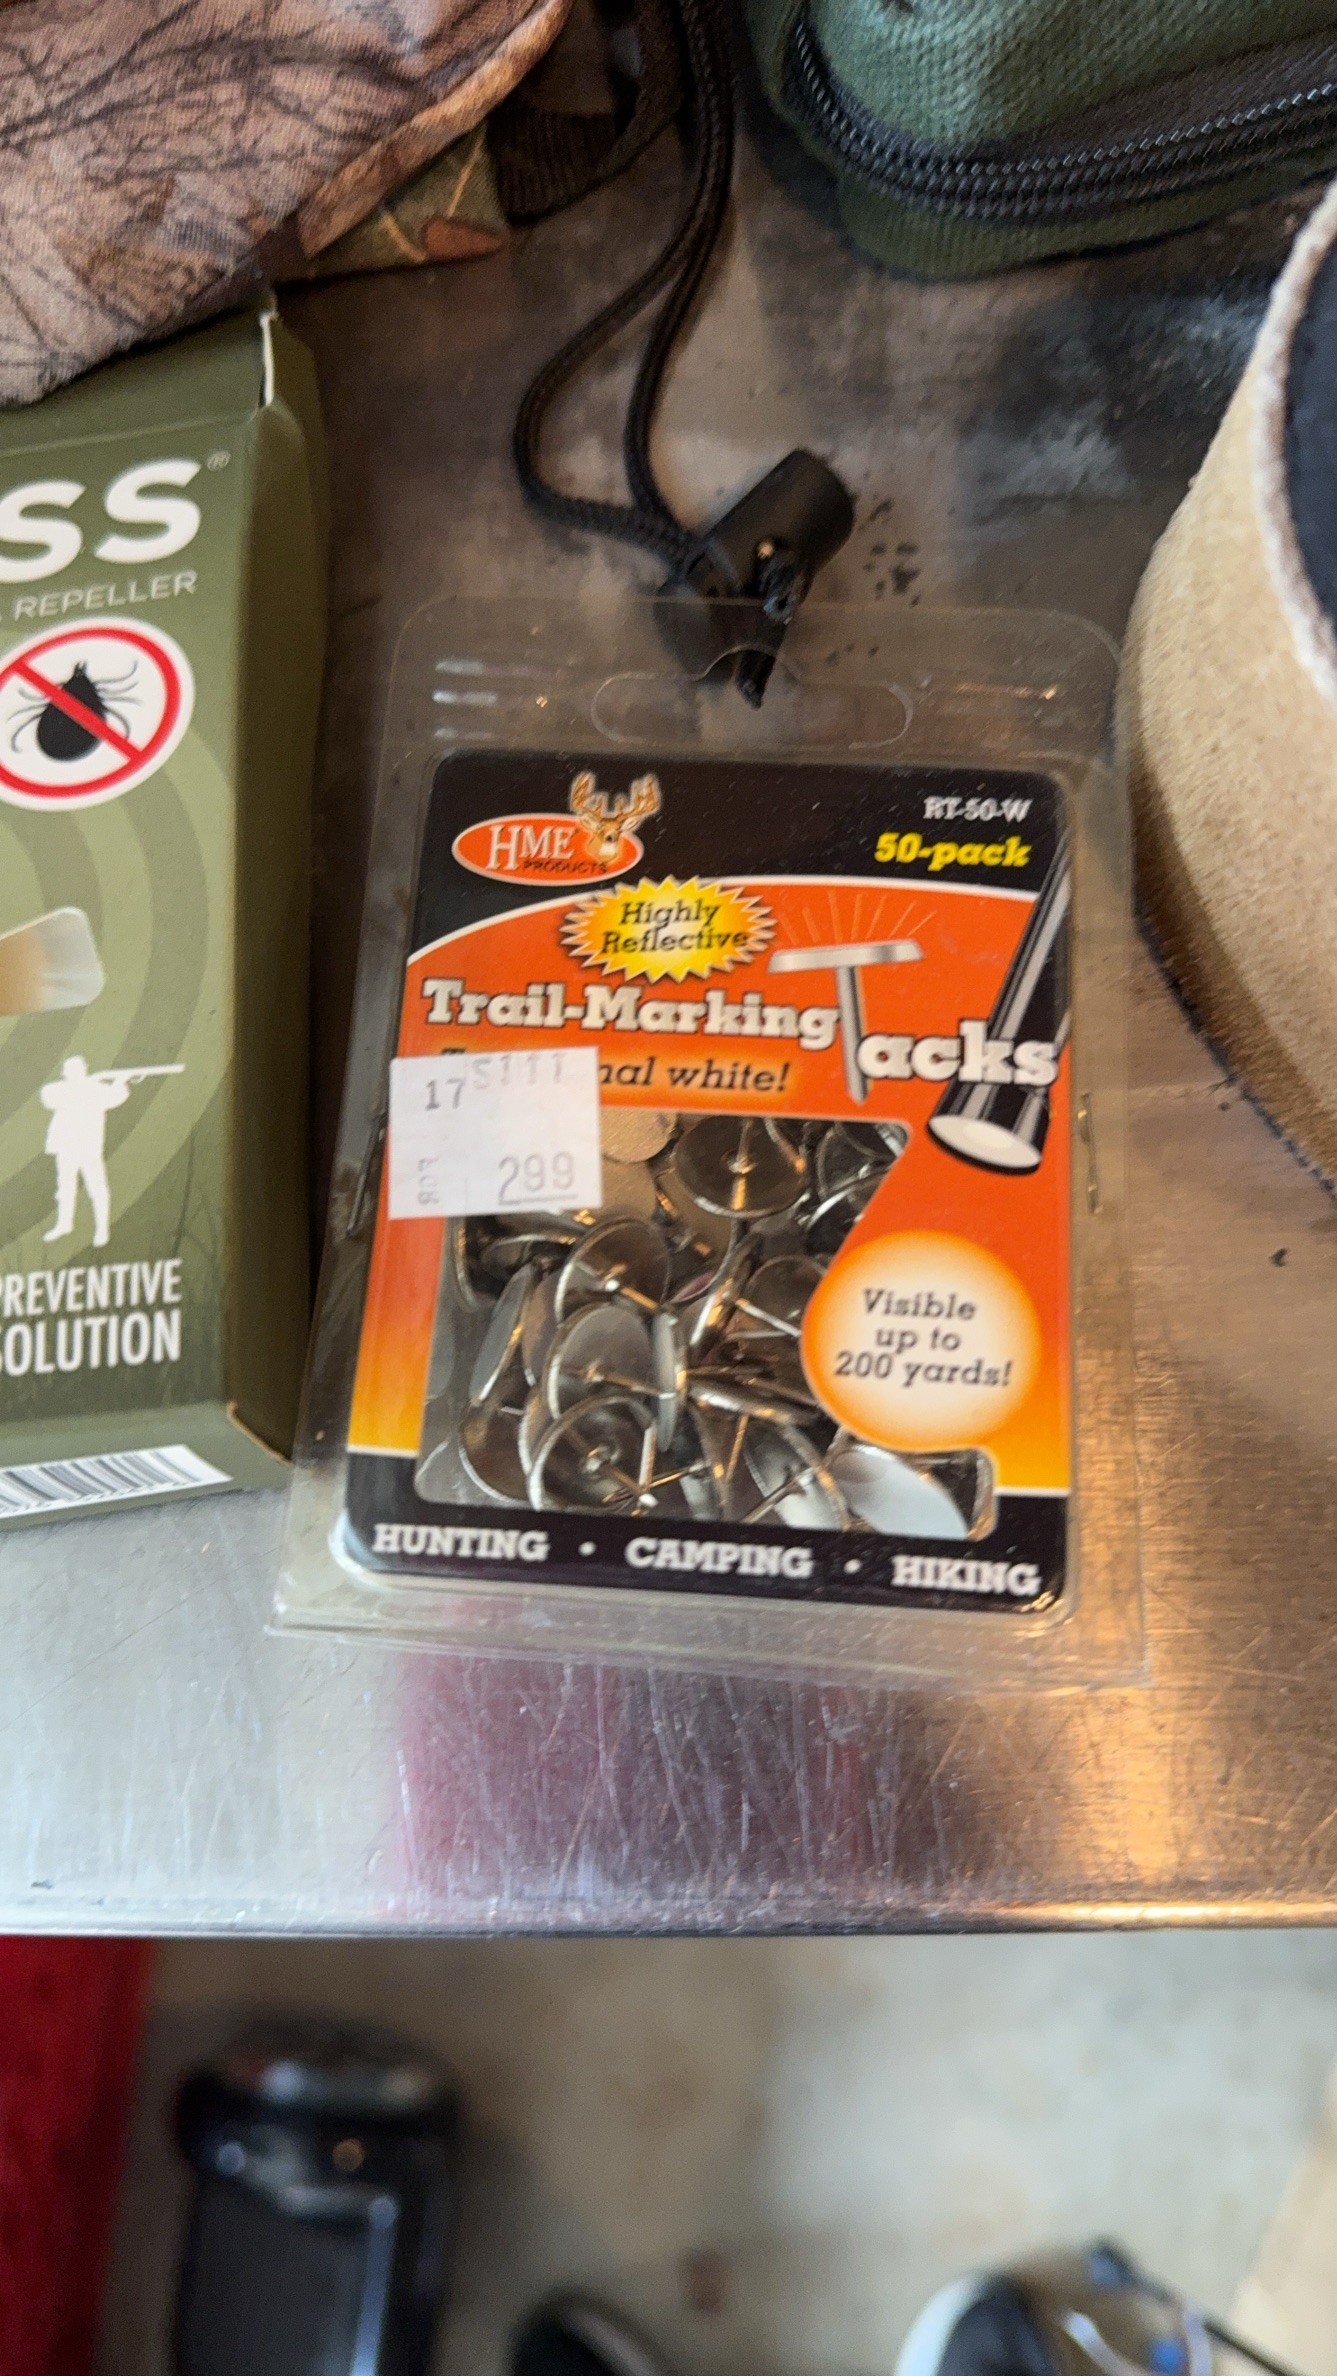 SS®
REPELLER
PREVENTIVE
SOLUTION
HME
PRODUCTS
RT-50-W
50-pack
Highly
Reflective
Trail-Marking Tacks
nal white!
17 S111
299
Visible
up to
200 yards!
HUNTING • CAMPING • HIKING